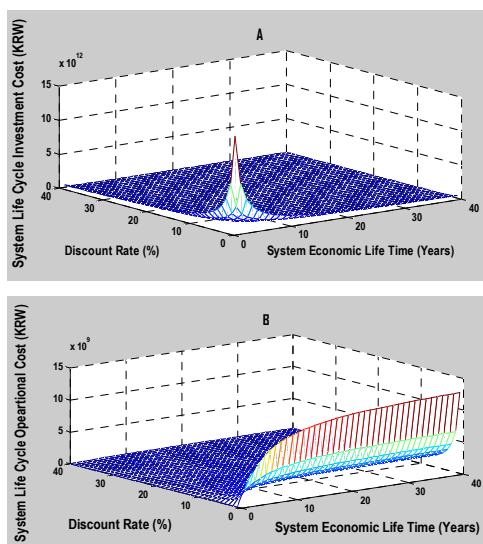 A
x 10^12
System Life Cycle Investment Cost (KRW)
15
10
5
0
40
30
20
10
0
Discount Rate (%)
0
10
20
30
40
System Economic Life Time (Years)
B
x 10^9
System Life Cycle Opeartional Cost (KRW)
15
10
5
0
40
30
20
10
0
Discount Rate (%)
0
10
20
30
40
System Economic Life Time (Years)